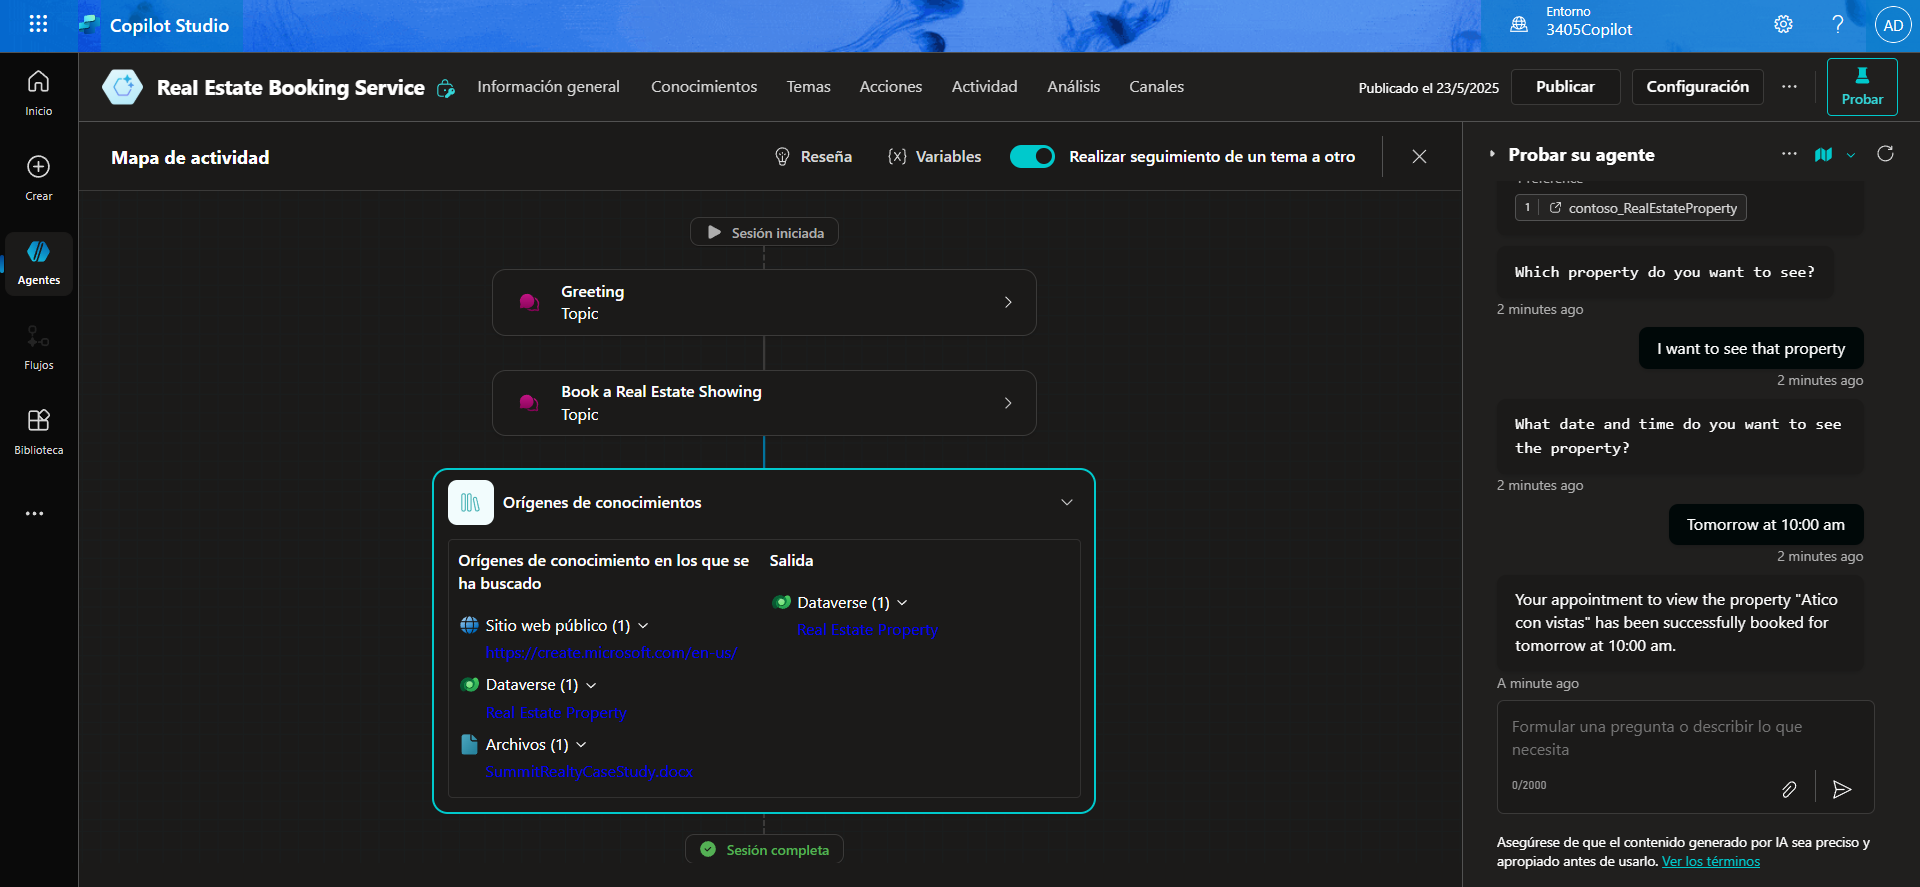 Copilot Studio
Entorno
3405Copilot
AD
Inicio
Crear
Agentes
Flujos
Biblioteca
Real Estate Booking Service
Información general
Conocimientos
Temas
Acciones
Actividad
Análisis
Canales
Publicado el 23/5/2025
Publicar
Configuración
Probar
Mapa de actividad
Reseña
Variables
Realizar seguimiento de un tema a otro
Sesión iniciada
Greeting
Topic
Book a Real Estate Showing
Topic
Orígenes de conocimientos
Orígenes de conocimiento en los que se
ha buscado
Sitio web público (1)
https://create.microsoft.com/en-us/
Dataverse (1)
Real Estate Property
Archivos (1)
SummitRealtyCaseStudy.docx
Salida
Dataverse (1)
Real Estate Property
Sesión completa
Probar su agente
1 contoso_RealEstateProperty
Which property do you want to see?
2 minutes ago
I want to see that property
2 minutes ago
What date and time do you want to see
the property?
2 minutes ago
Tomorrow at 10:00 am
2 minutes ago
Your appointment to view the property "Atico
con vistas" has been successfully booked for
tomorrow at 10:00 am.
A minute ago
Formular una pregunta o describir lo que
necesita
0/2000
Asegúrese de que el contenido generado por IA sea preciso y
apropiado antes de usarlo. Ver los términos